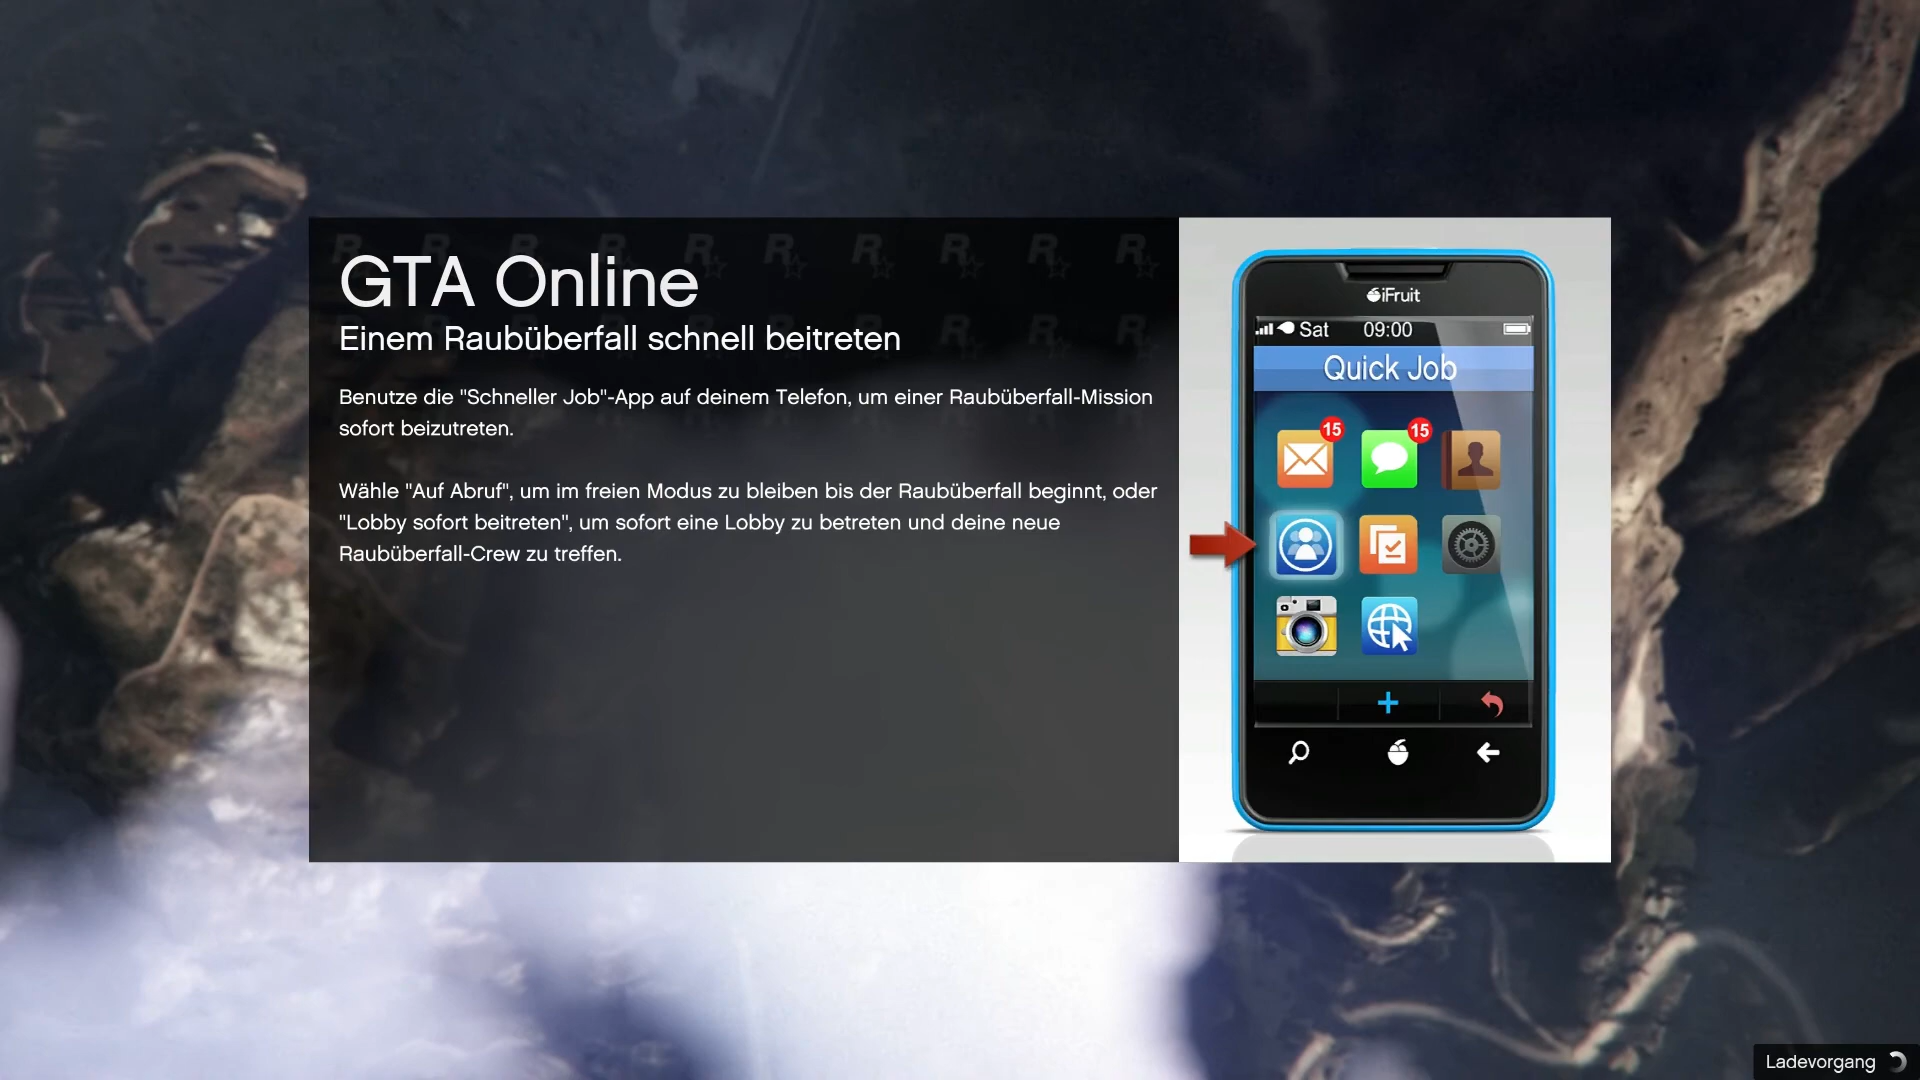 GTA Online
Einem Raubüberfall schnell beitreten
Benutze die "Schneller Job"-App auf deinem Telefon, um einer Raubüberfall-Mission
sofort beizutreten.
Wähle "Auf Abruf", um im freien Modus zu bleiben bis der Raubüberfall beginnt, oder
"Lobby sofort beitreten", um sofort eine Lobby zu betreten und deine neue
Raubüberfall-Crew zu treffen.
iFruit
Sat 09:00
Quick Job
15 15
Ladevorgang